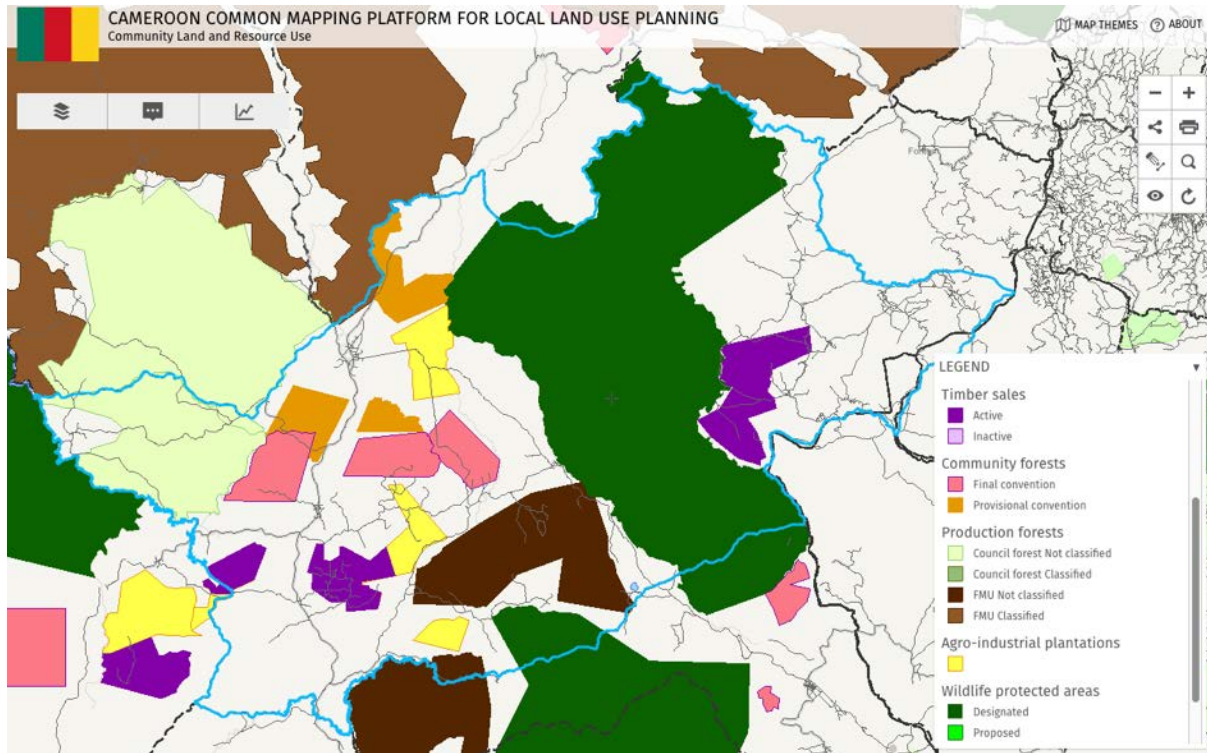 CAMEROON COMMON MAPPING PLATFORM FOR LOCAL LAND USE PLANNING
Community Land and Resource Use
MAP THEMES
ABOUT
LEGEND
Timber sales
Active
Inactive
Community forests
Final convention
Provisional convention
Production forests
Council forest Not classified
Council forest Classified
FMU Not classified
FMU Classified
Agro-industrial plantations
Wildlife protected areas
Designated
Proposed